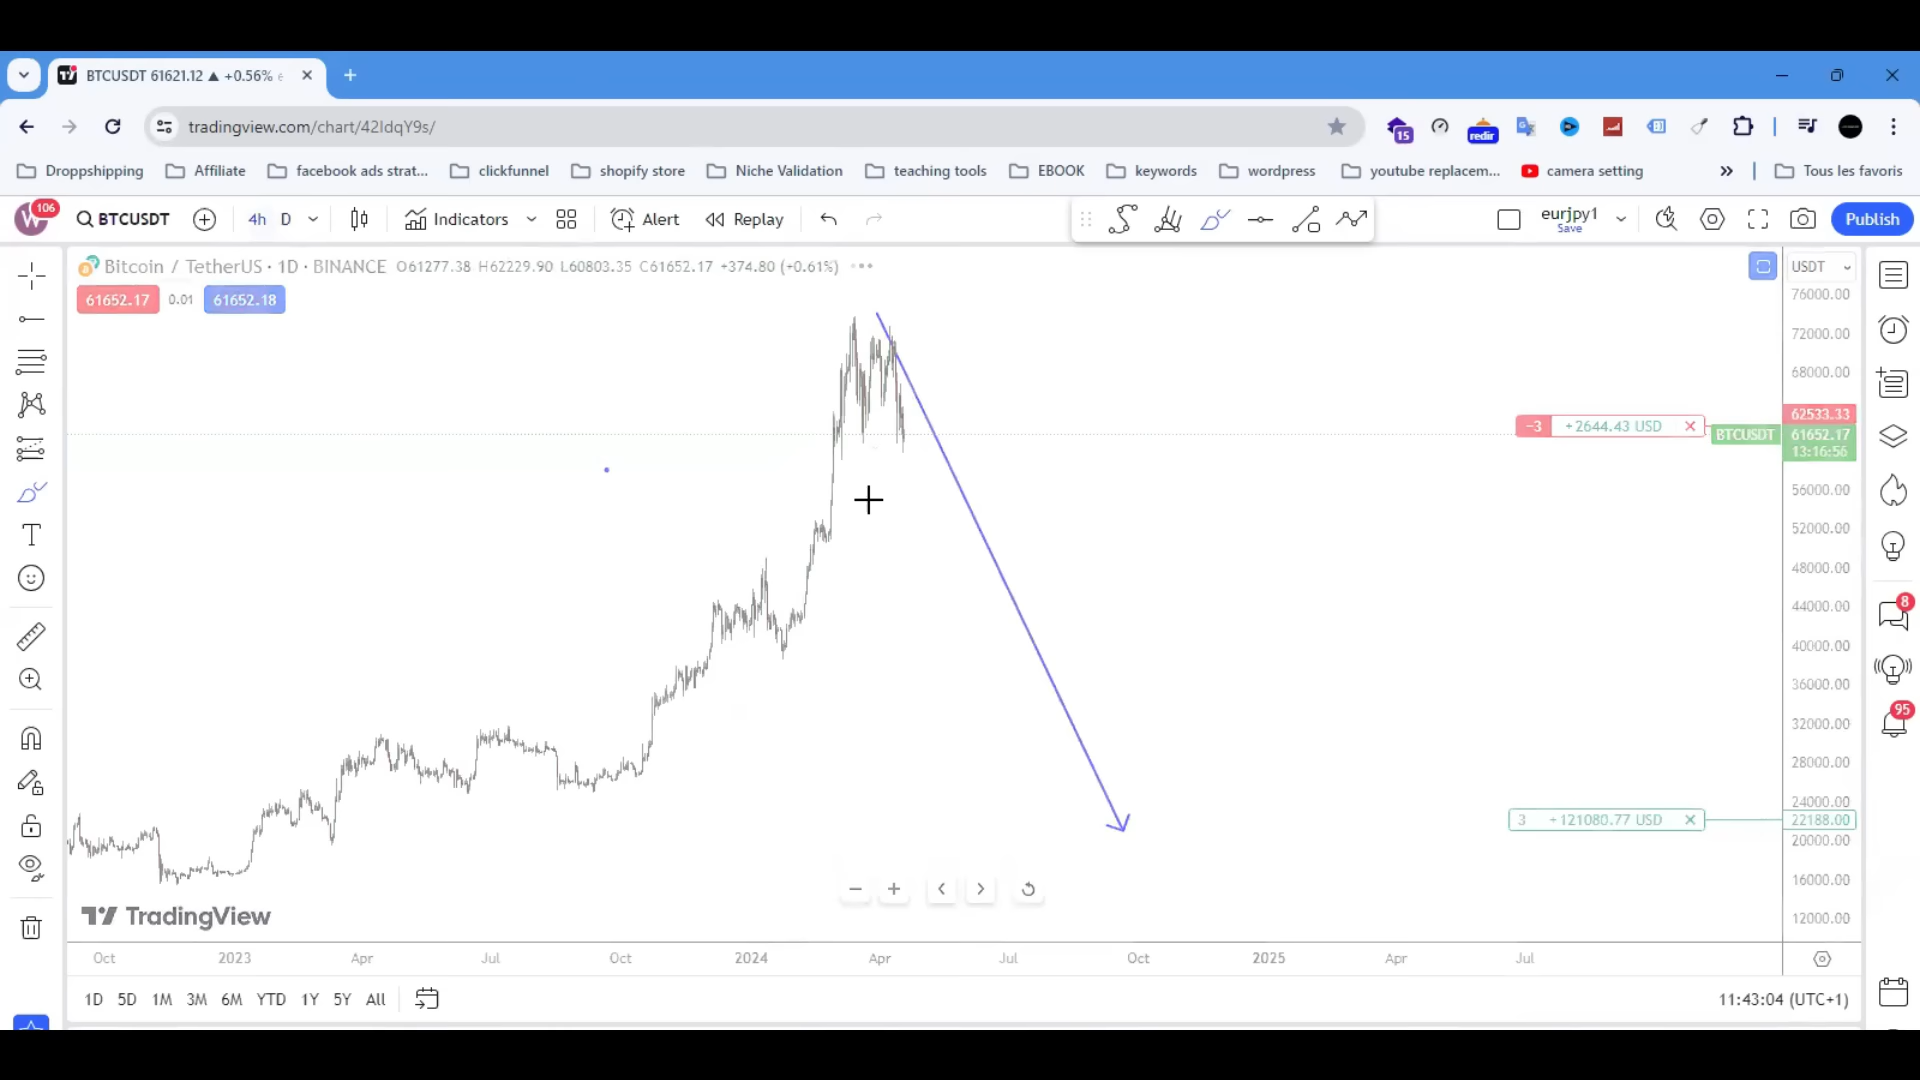 BTCUSDT 61621.12 ▲ +0.56%
tradingview.com/chart/42IdqY9s/
15
redir
Droppshipping Affiliate facebook ads strat... clickfunnel shopify store Niche Validation teaching tools EBOOK keywords wordpress youtube replacem... camera setting » Tous les favoris
W 106 BTCUSDT 4h D Indicators Alert Replay eurjpy1 Save Publish
Bitcoin / TetherUS · 1D · BINANCE O61277.38 H62229.90 L60803.35 C61652.17 +374.80 (+0.61%)
USDT
61652.17 0.01 61652.18
76000.00
72000.00
68000.00
62533.33
−3 +2644.43 USD
BTCUSDT 61652.17
13:16:56
56000.00
52000.00
48000.00
44000.00
40000.00
36000.00
32000.00
28000.00
24000.00
3 +121080.77 USD 22188.00
20000.00
16000.00
12000.00
8
95
TradingView
Oct 2023 Apr Jul Oct 2024 Apr Jul Oct 2025 Apr Jul
1D 5D 1M 3M 6M YTD 1Y 5Y All 11:43:04 (UTC+1)